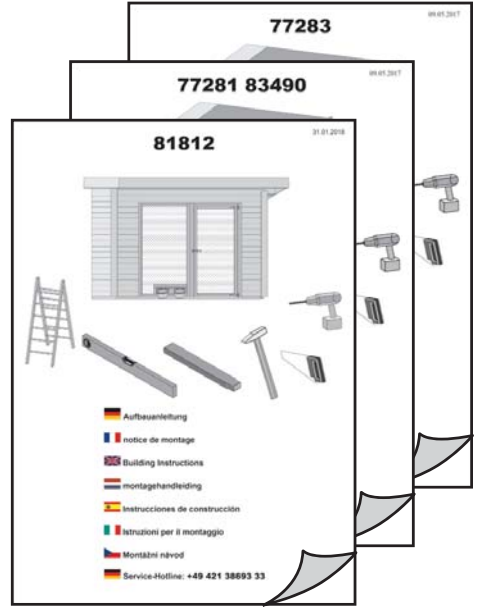 77283
09.05.2017
77281 83490
09.05.2017
81812
31.01.2018
Aufbauanleitung
notice de montage
Building Instructions
montagehandleiding
Instrucciones de construcción
Istruzioni per il montaggio
Montážní návod
Service-Hotline: +49 421 38693 33